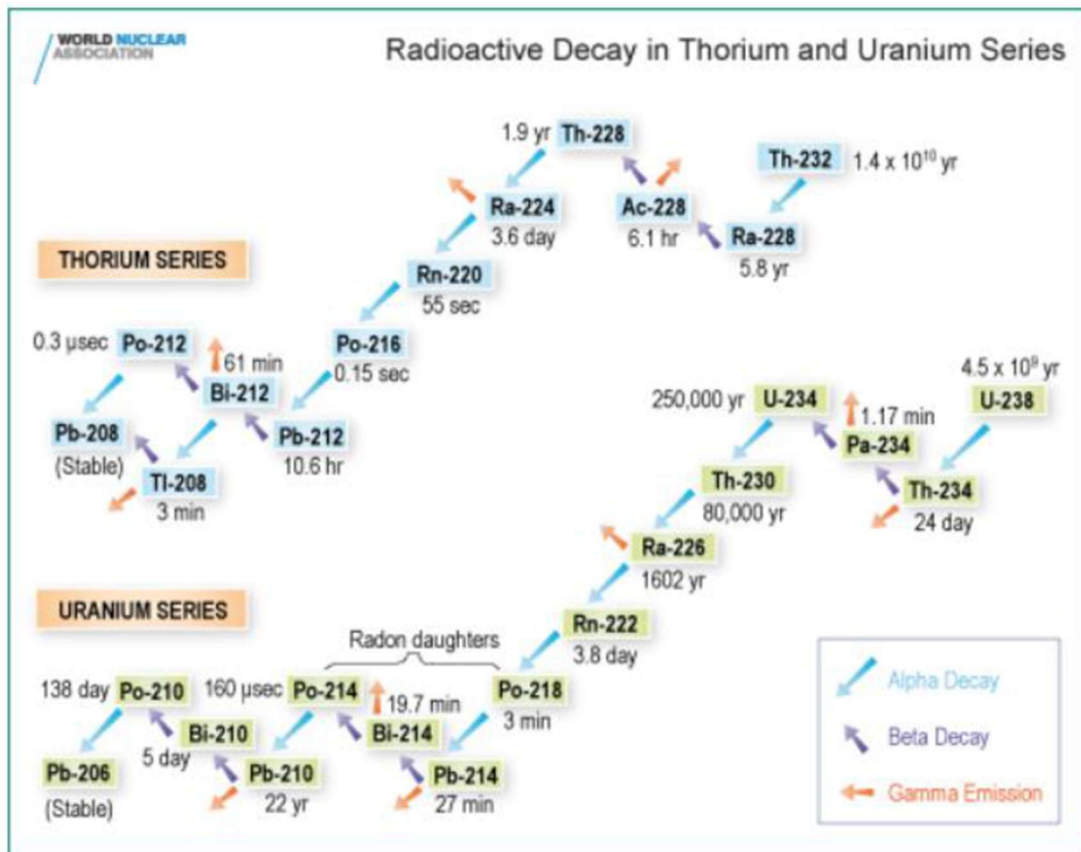 WORLD NUCLEAR
ASSOCIATION
Radioactive Decay in Thorium and Uranium Series
1.9 yr Th-228
Th-232 1.4 x 10¹⁰ yr
Ra-224
3.6 day
Ac-228
6.1 hr
Ra-228
5.8 yr
THORIUM SERIES
Rn-220
55 sec
0.3 µsec Po-212
61 min
Bi-212
Po-216
0.15 sec
Pb-208
(Stable)
Pb-212
10.6 hr
Tl-208
3 min
4.5 x 10⁹ yr
U-238
250,000 yr U-234
1.17 min
Pa-234
Th-230
80,000 yr
Th-234
24 day
Ra-226
1602 yr
URANIUM SERIES
Rn-222
3.8 day
Radon daughters
138 day Po-210
160 µsec Po-214
19.7 min
Po-218
3 min
Bi-210
5 day
Bi-214
Pb-206
(Stable)
Pb-210
22 yr
Pb-214
27 min
Alpha Decay
Beta Decay
Gamma Emission